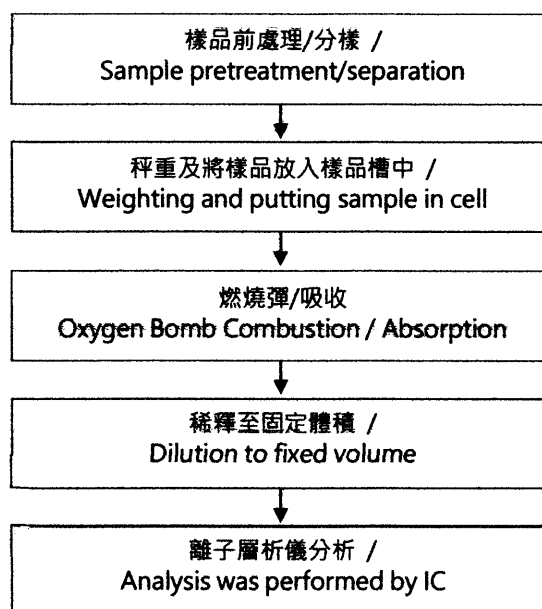 樣品前處理/分樣 /
Sample pretreatment/separation
秤重及將樣品放入樣品槽中 /
Weighting and putting sample in cell
燃燒彈/吸收
Oxygen Bomb Combustion / Absorption
稀釋至固定體積 /
Dilution to fixed volume
離子層析儀分析 /
Analysis was performed by IC